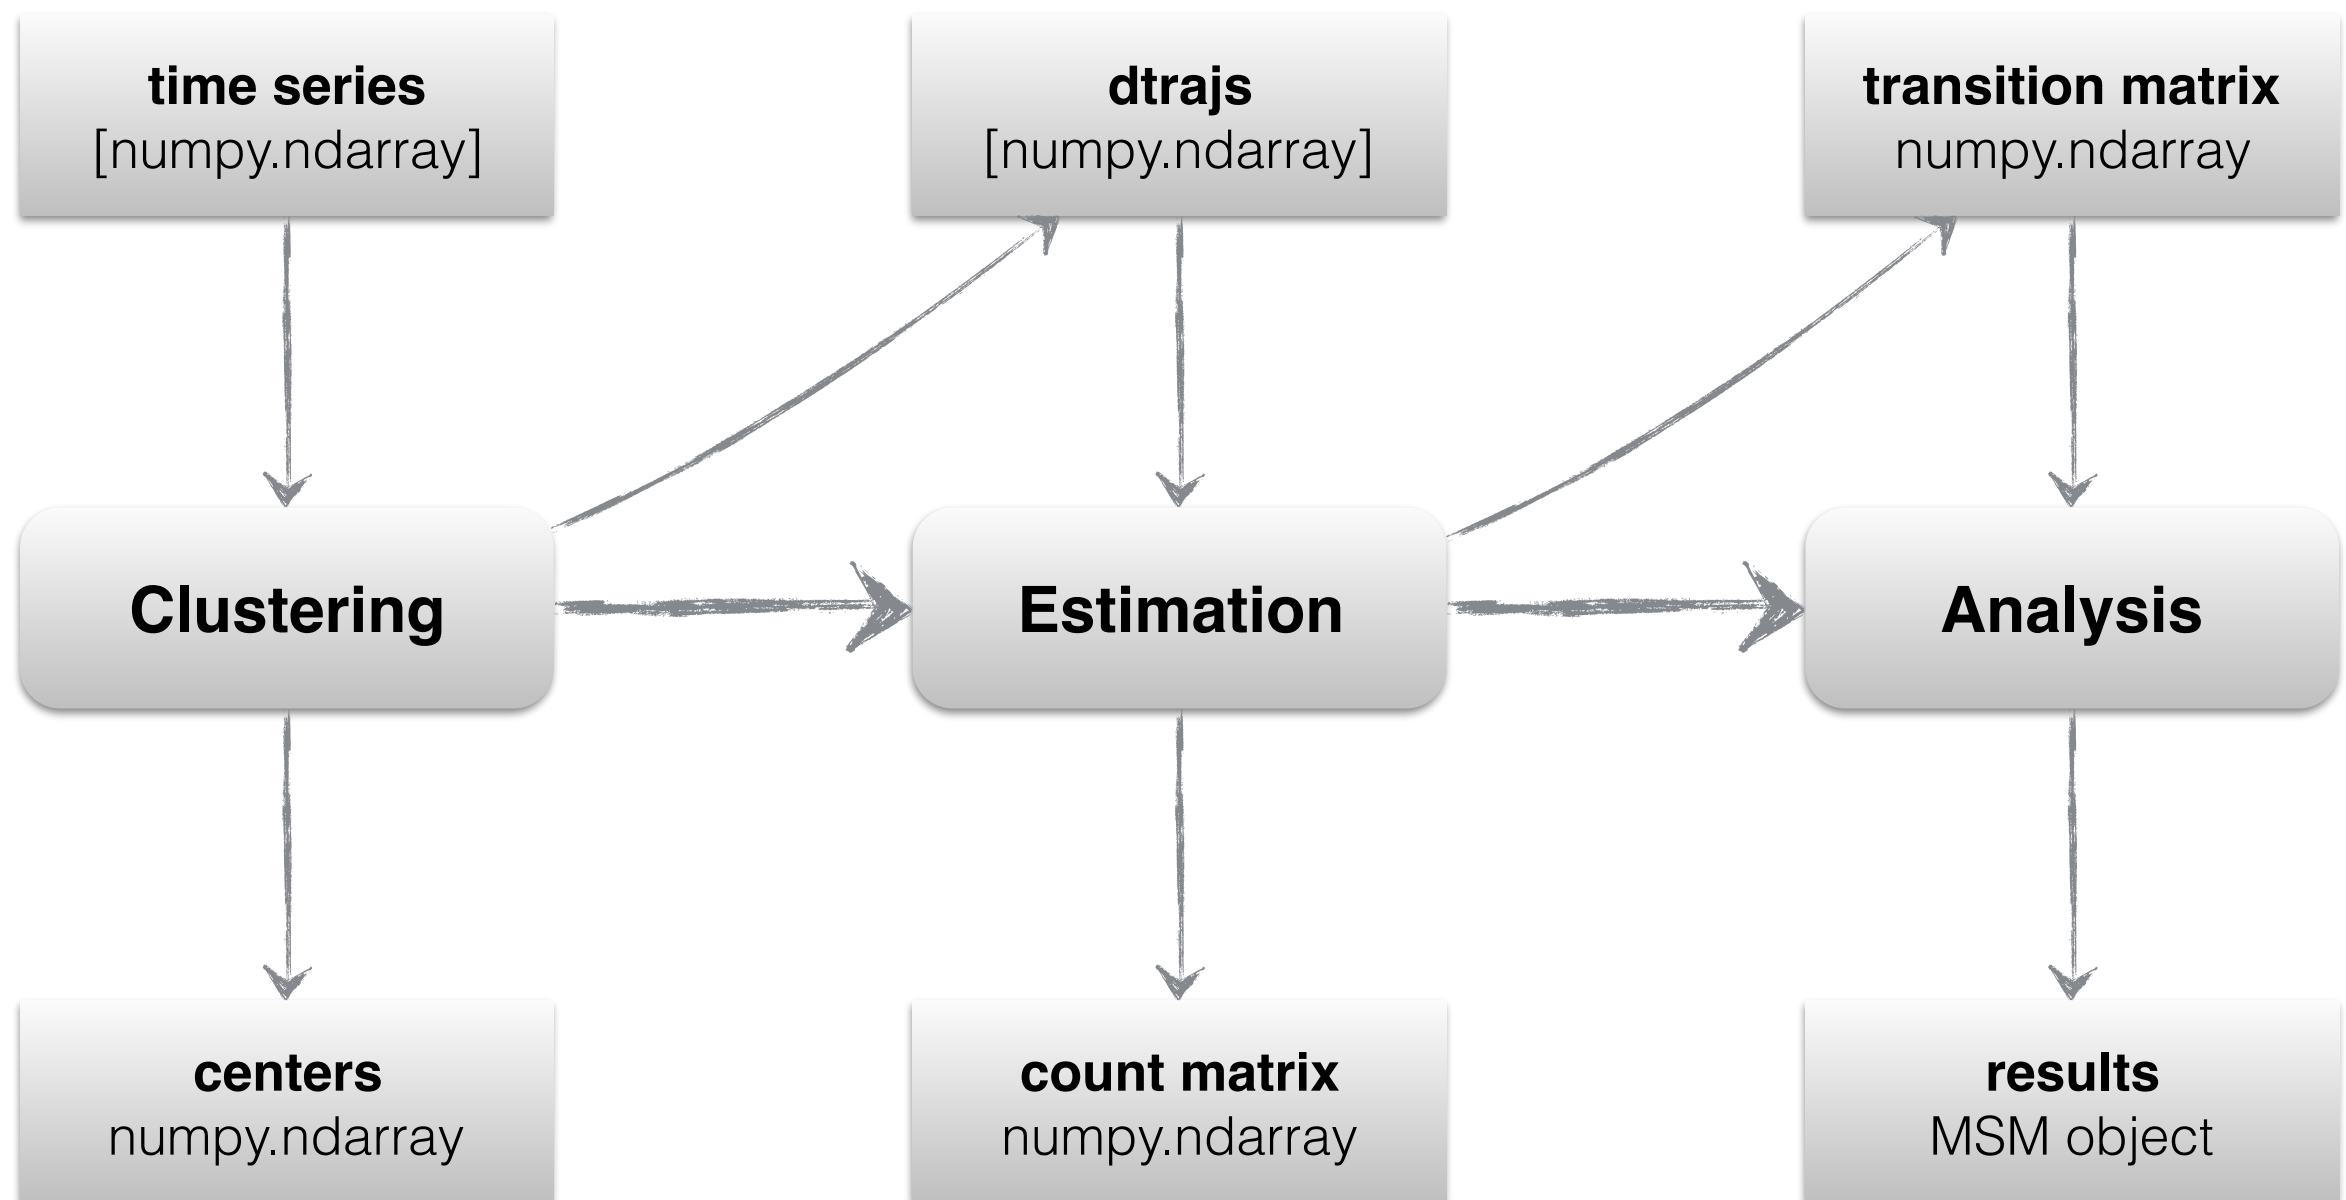 time series
[numpy.ndarray]
dtrajs
[numpy.ndarray]
transition matrix
numpy.ndarray
Clustering
Estimation
Analysis
centers
numpy.ndarray
count matrix
numpy.ndarray
results
MSM object